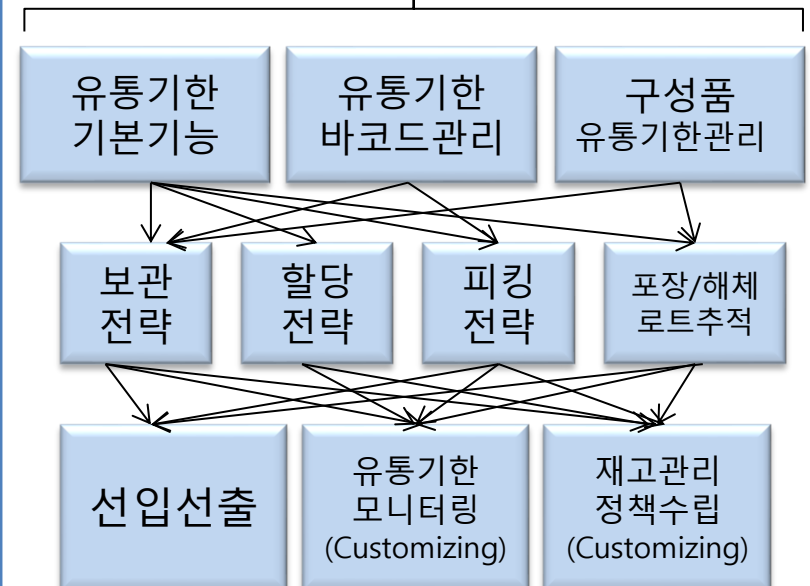 유통기한
기본기능
유통기한
바코드관리
구성품
유통기한관리
보관
전략
할당
전략
피킹
전략
포장/해체
로트추적
선입선출
유통기한
모니터링
(Customizing)
재고관리
정책수립
(Customizing)